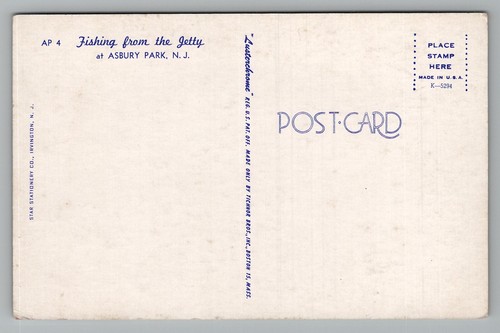 AP 4 Fishing from the Jetty
at ASBURY PARK, N. J.
STAR STATIONERY CO., IRVINGTON, N. J.
"Lusterchrome" REG. U.S. PAT. OFF. MADE ONLY BY TICHNOR BROS., INC., BOSTON 15, MASS.
POST-CARD
PLACE
STAMP
HERE
MADE IN U.S.A.
K—5294